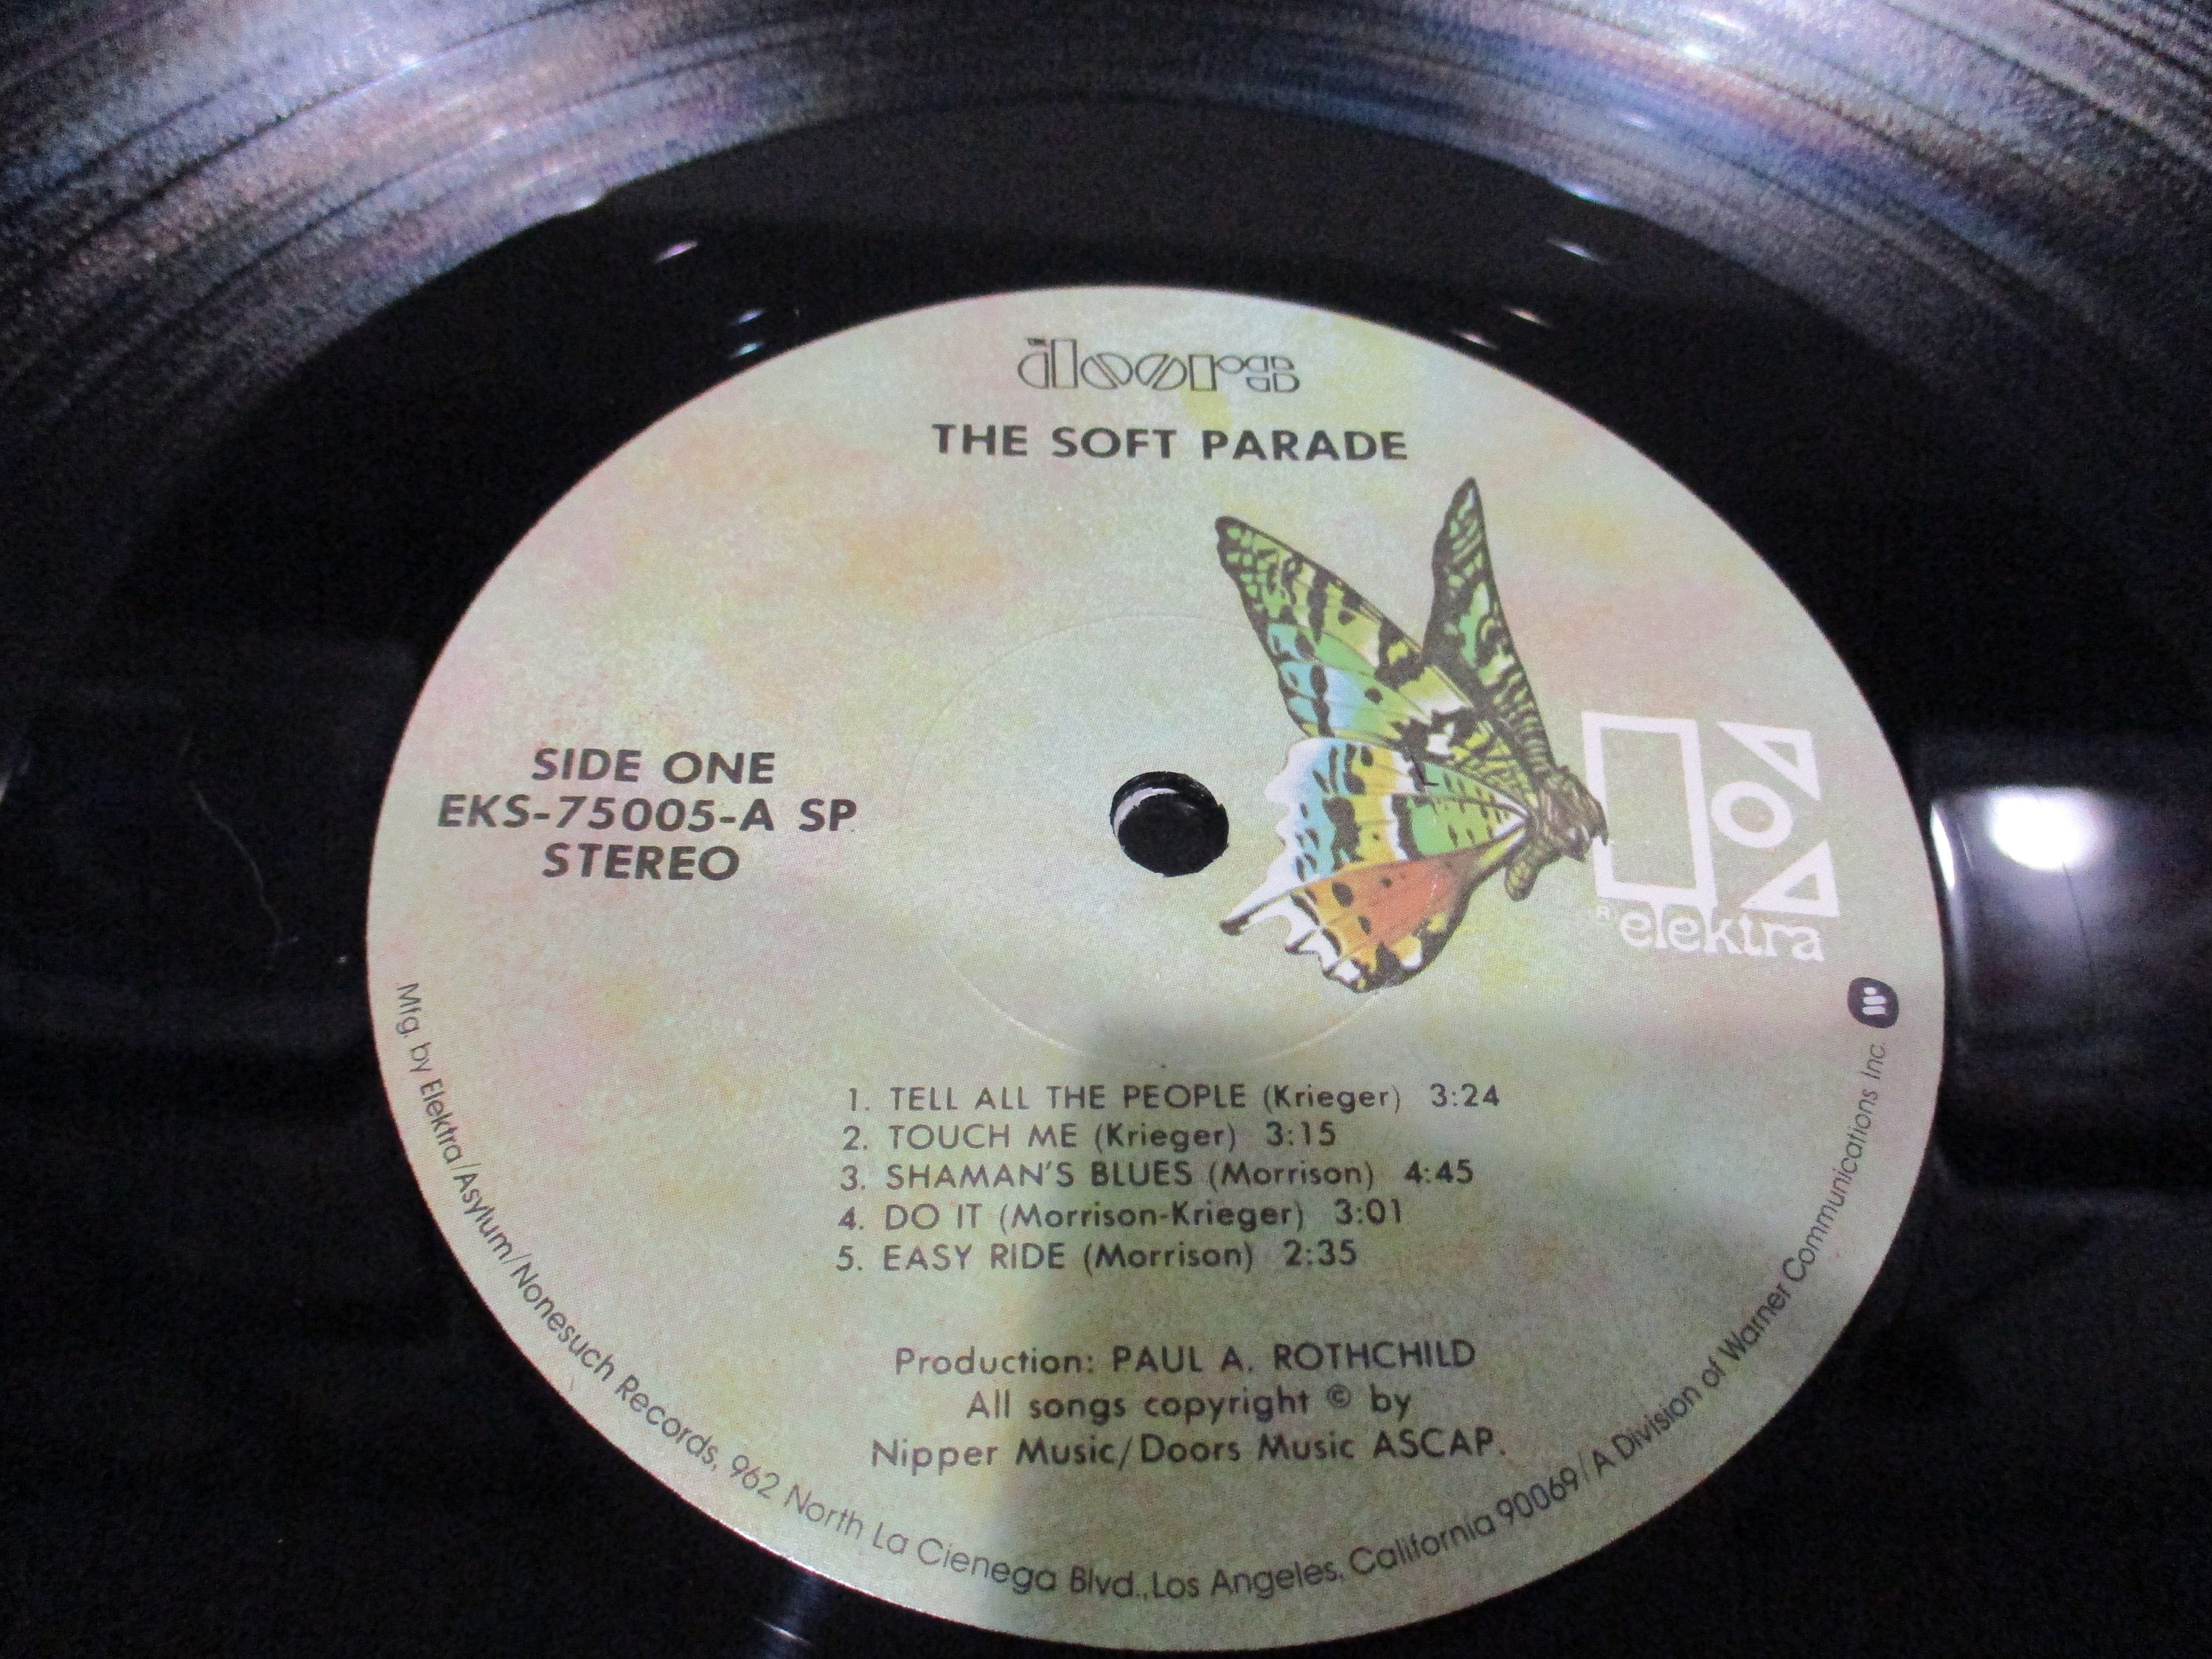 THE doors
THE SOFT PARADE
SIDE ONE
EKS-75005-A SP
STEREO
® elektra
1. TELL ALL THE PEOPLE (Krieger) 3:24
2. TOUCH ME (Krieger) 3:15
3. SHAMAN'S BLUES (Morrison) 4:45
4. DO IT (Morrison-Krieger) 3:01
5. EASY RIDE (Morrison) 2:35
Production: PAUL A. ROTHCHILD
All songs copyright © by
Nipper Music/Doors Music ASCAP.
Mfg. by Elektra/Asylum/Nonesuch Records, 962 North La Cienega Blvd., Los Angeles, California 90069/A Division of Warner Communications Inc.